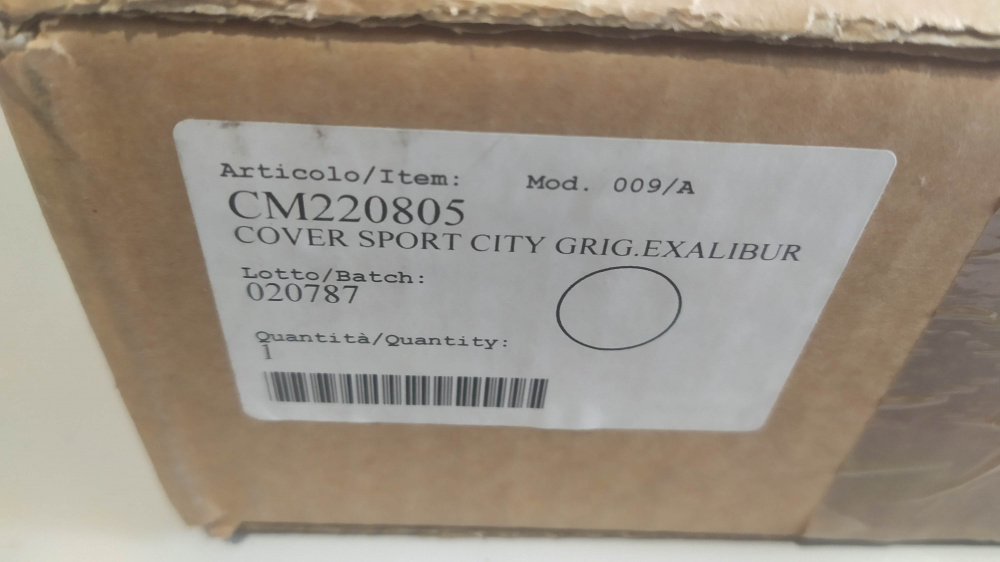 Articolo/Item: Mod. 009/A
CM220805
COVER SPORT CITY GRIG.EXALIBUR
Lotto/Batch:
020787
Quantità/Quantity:
1